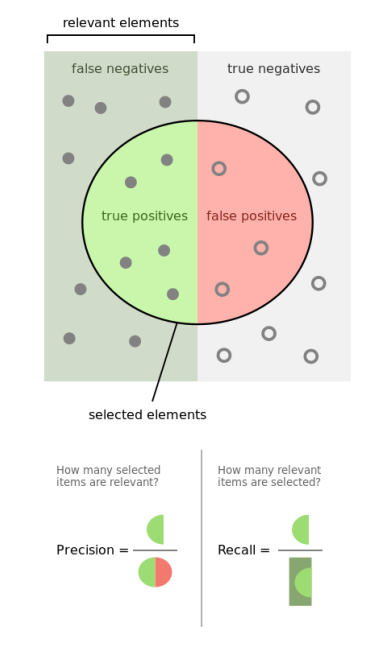 relevant elements
false negatives
true negatives
true positives
false positives
selected elements
How many selected
items are relevant?
How many relevant
items are selected?
Precision =
Recall =